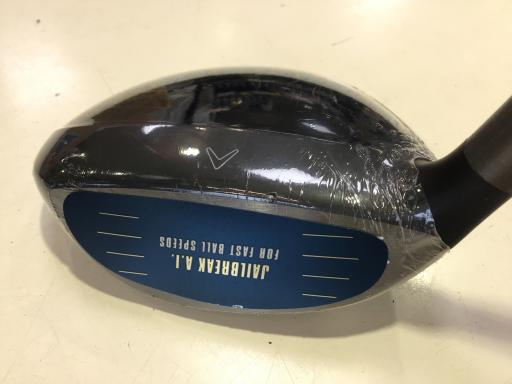 JAILBREAK A.I.
FOR FAST BALL SPEEDS